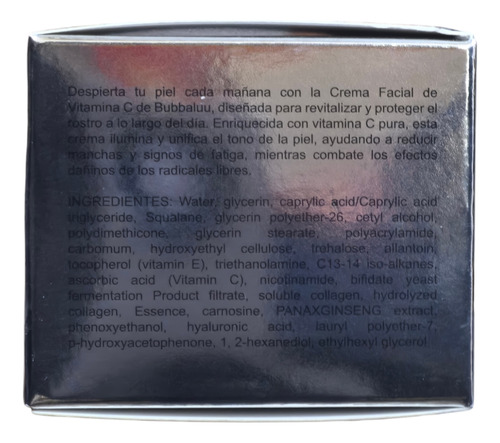 Despierta tu piel cada mañana con la Crema Facial de
Vitamina C de Bubbaluu, diseñada para revitalizar y proteger el
rostro a lo largo del día. Enriquecida con vitamina C pura, esta
crema ilumina y unifica el tono de la piel, ayudando a reducir
manchas y signos de fatiga, mientras combate los efectos
dañinos de los radicales libres.
INGREDIENTES: Water, glycerin, caprylic acid/Caprylic acid
triglyceride, Squalane, glycerin polyether-26, cetyl alcohol,
polydimethicone, glycerin stearate, polyacrylamide,
carbomum, hydroxyethyl cellulose, trehalose, allantoin,
tocopherol (vitamin E), triethanolamine, C13-14 iso-alkanes,
ascorbic acid (Vitamin C), nicotinamide, bifidate yeast
fermentation Product filtrate, soluble collagen, hydrolyzed
collagen, Essence, carnosine, PANAXGINSENG extract,
phenoxyethanol, hyaluronic acid, lauryl polyether-7,
p-hydroxyacetophenone, 1, 2-hexanediol, ethylhexyl glycerol